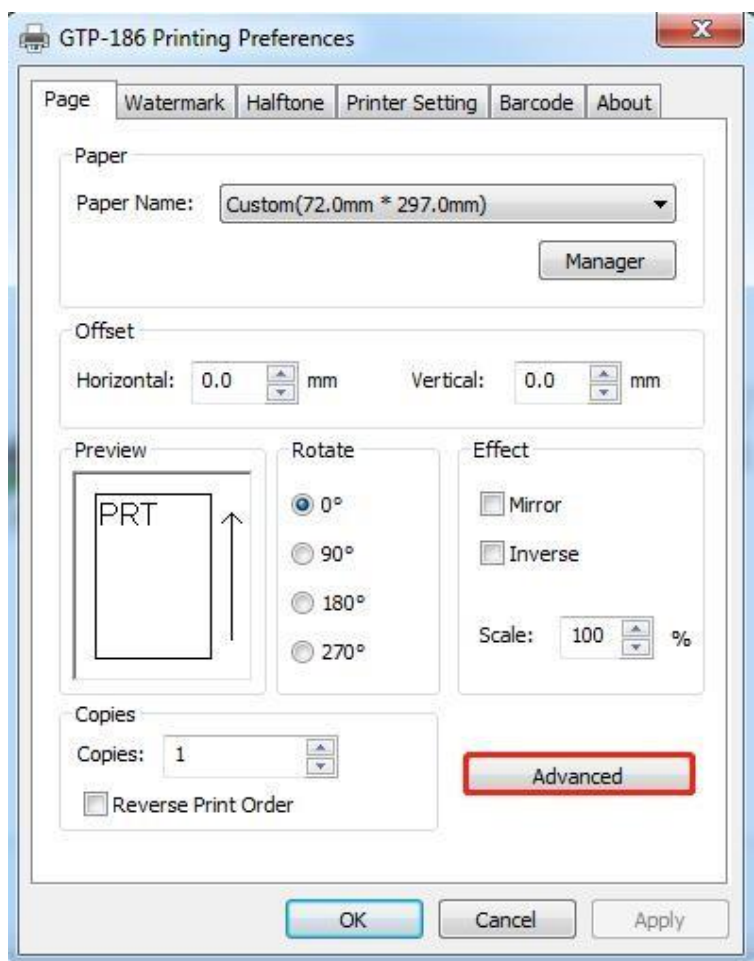 GTP-186 Printing Preferences
Page Watermark Halftone Printer Setting Barcode About
Paper
Paper Name: Custom(72.0mm * 297.0mm)
Manager
Offset
Horizontal: 0.0 mm Vertical: 0.0 mm
Preview Rotate Effect
PRT
0° Mirror
90° Inverse
180°
Scale: 100 %
270°
Copies
Copies: 1
Advanced
Reverse Print Order
OK Cancel Apply